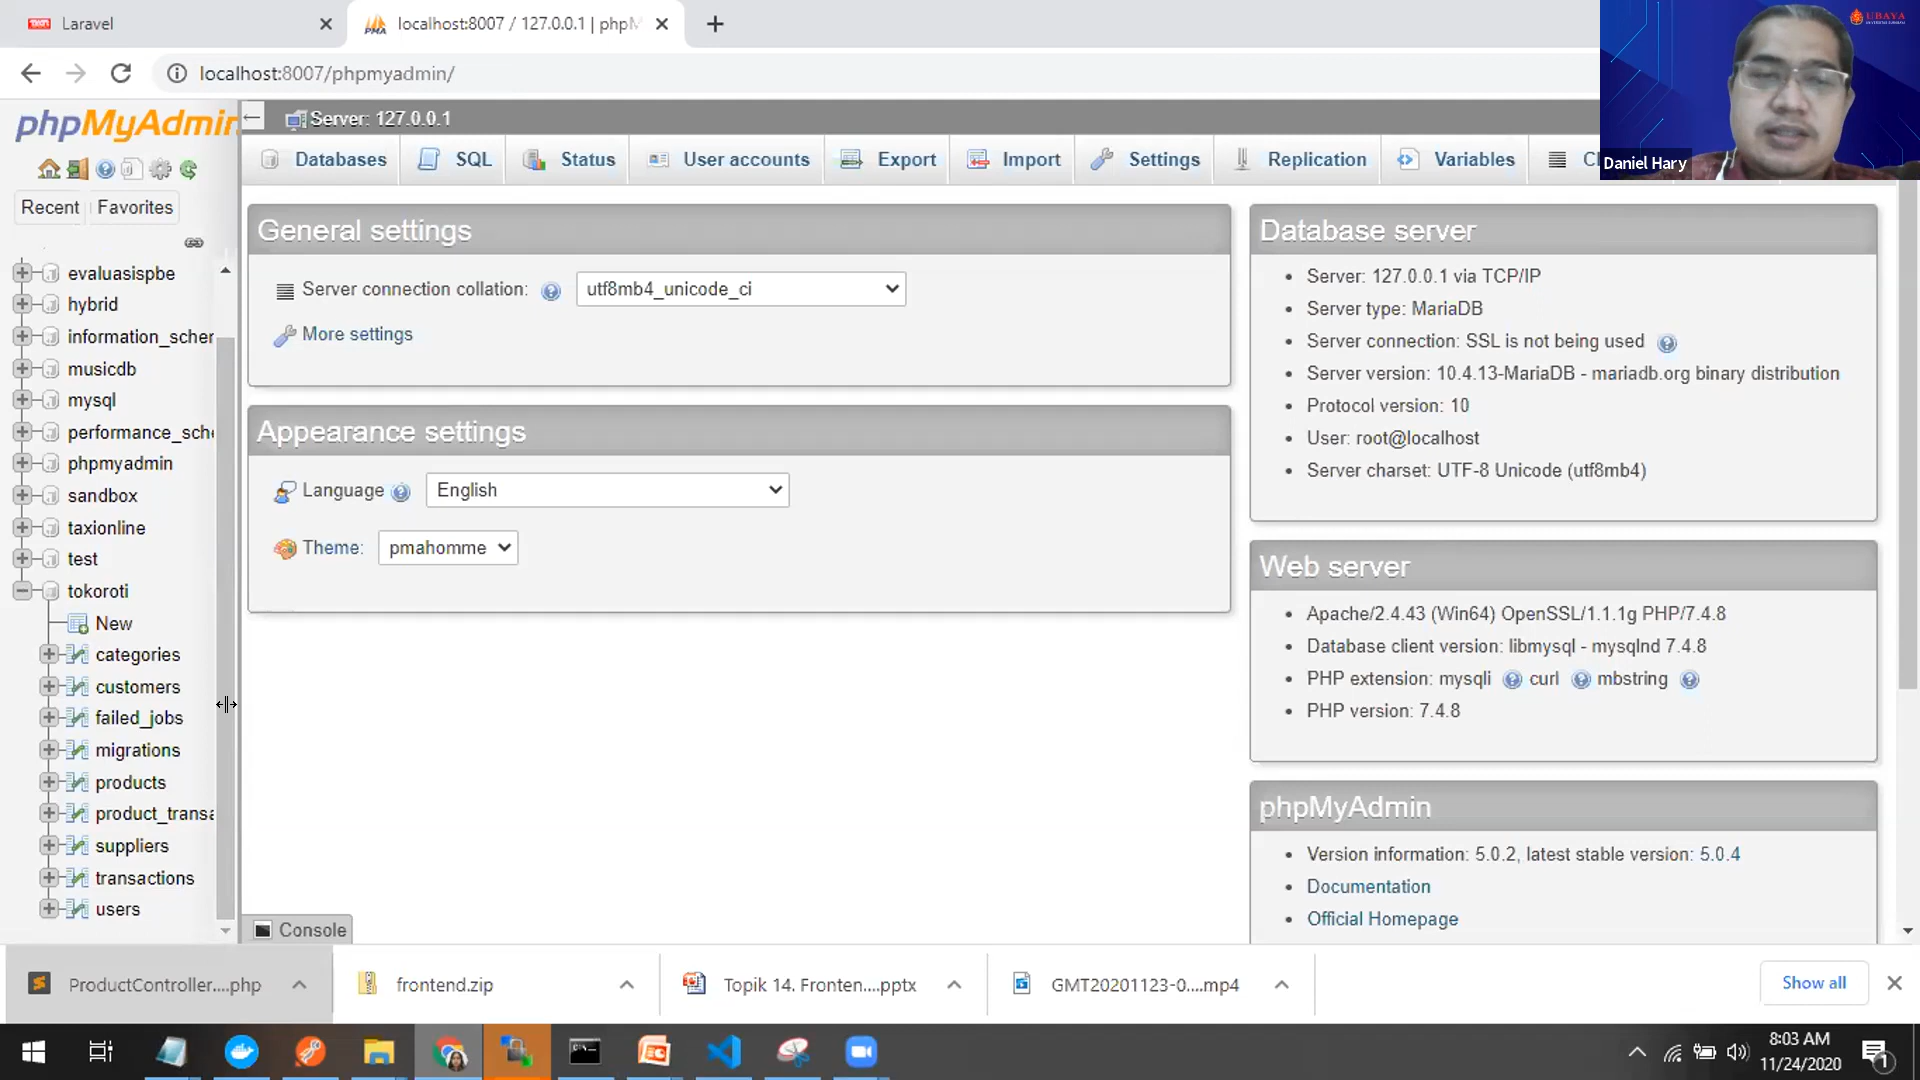 Laravel
localhost:8007 / 127.0.0.1 | phpM
localhost:8007/phpmyadmin/
UBAYA
Daniel Hary
phpMyAdmin
Server: 127.0.0.1
Databases
SQL
Status
User accounts
Export
Import
Settings
Replication
Variables
Recent
Favorites
evaluasispbe
hybrid
information_scher
musicdb
mysql
performance_sche
phpmyadmin
sandbox
taxionline
test
tokoroti
New
categories
customers
failed_jobs
migrations
products
product_transa
suppliers
transactions
users
General settings
Server connection collation:
utf8mb4_unicode_ci
More settings
Appearance settings
Language
English
Theme:
pmahomme
Database server
Server: 127.0.0.1 via TCP/IP
Server type: MariaDB
Server connection: SSL is not being used
Server version: 10.4.13-MariaDB - mariadb.org binary distribution
Protocol version: 10
User: root@localhost
Server charset: UTF-8 Unicode (utf8mb4)
Web server
Apache/2.4.43 (Win64) OpenSSL/1.1.1g PHP/7.4.8
Database client version: libmysql - mysqlnd 7.4.8
PHP extension: mysqli curl mbstring
PHP version: 7.4.8
phpMyAdmin
Version information: 5.0.2, latest stable version: 5.0.4
Documentation
Official Homepage
Console
ProductController....php
frontend.zip
Topik 14. Fronten....pptx
GMT20201123-0....mp4
Show all
8:03 AM
11/24/2020
1